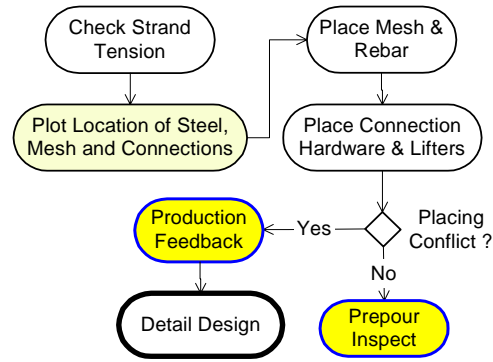 Check Strand
Tension
Plot Location of Steel,
Mesh and Connections
Place Mesh &
Rebar
Place Connection
Hardware & Lifters
Placing
Conflict ?
Yes
Production
Feedback
Detail Design
No
Prepour
Inspect